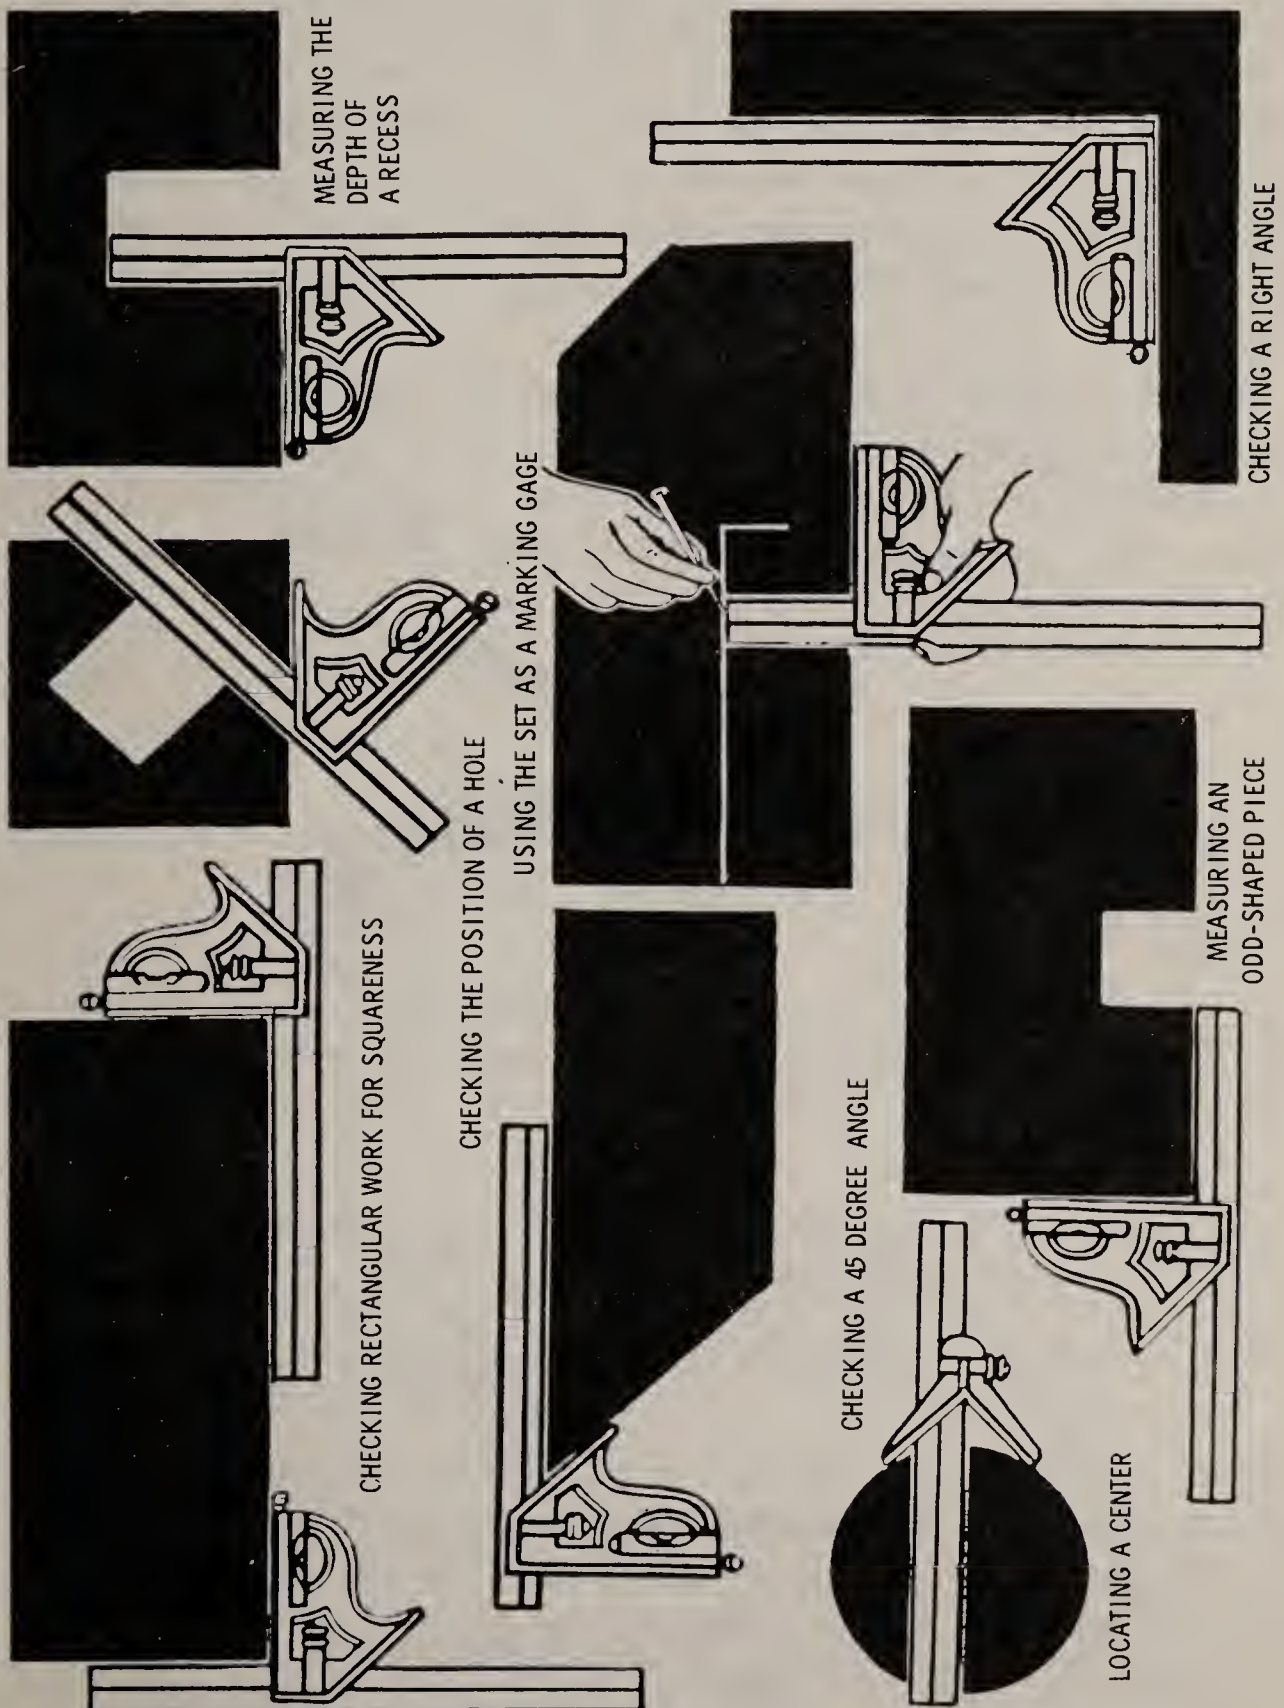 CHECKING RECTANGULAR WORK FOR SQUARENESS
CHECKING THE POSITION OF A HOLE
MEASURING THE
DEPTH OF
A RECESS
CHECKING A 45 DEGREE ANGLE
USING THE SET AS A MARKING GAGE
LOCATING A CENTER
MEASURING AN
ODD-SHAPED PIECE
CHECKING A RIGHT ANGLE